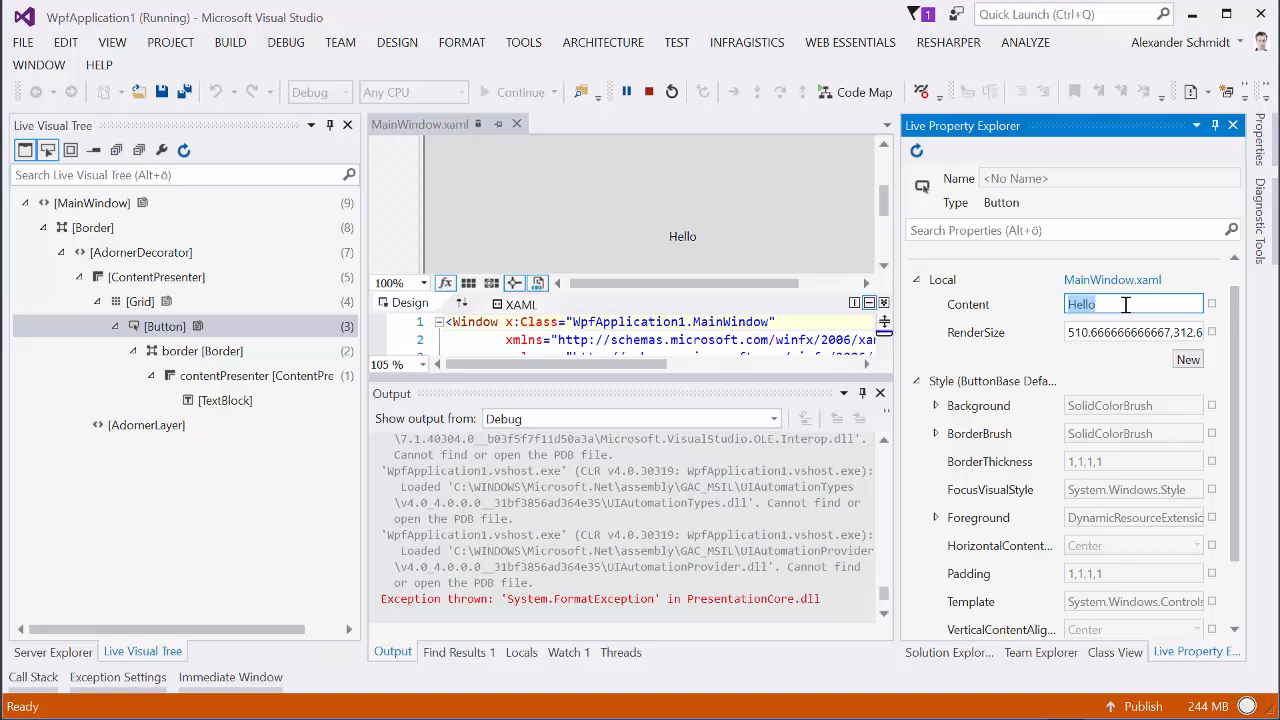 WpfApplication1 (Running) - Microsoft Visual Studio
1
Quick Launch (Ctrl+Q)
FILE EDIT VIEW PROJECT BUILD DEBUG TEAM DESIGN FORMAT TOOLS ARCHITECTURE TEST INFRAGISTICS WEB ESSENTIALS RESHARPER ANALYZE Alexander Schmidt
WINDOW HELP
Debug Any CPU Continue Code Map
Live Visual Tree
Search Live Visual Tree (Alt+ö)
[MainWindow] (9)
[Border] (8)
[AdornerDecorator] (7)
[ContentPresenter] (5)
[Grid] (4)
[Button] (3)
border [Border] (2)
contentPresenter [ContentPre (1)
[TextBlock]
[AdornerLayer]
Server Explorer Live Visual Tree
MainWindow.xaml
Hello
100% fx
Design XAML
1 <Window x:Class="WpfApplication1.MainWindow"
2 xmlns="http://schemas.microsoft.com/winfx/2006/xam
105 %
Output
Show output from: Debug
\7.1.40304.0__b03f5f7f11d50a3a\Microsoft.VisualStudio.OLE.Interop.dll'.
Cannot find or open the PDB file.
'WpfApplication1.vshost.exe' (CLR v4.0.30319: WpfApplication1.vshost.exe):
Loaded 'C:\WINDOWS\Microsoft.Net\assembly\GAC_MSIL\UIAutomationTypes
\v4.0_4.0.0.0__31bf3856ad364e35\UIAutomationTypes.dll'. Cannot find or
open the PDB file.
'WpfApplication1.vshost.exe' (CLR v4.0.30319: WpfApplication1.vshost.exe):
Loaded 'C:\WINDOWS\Microsoft.Net\assembly\GAC_MSIL\UIAutomationProvider
\v4.0_4.0.0.0__31bf3856ad364e35\UIAutomationProvider.dll'. Cannot find
or open the PDB file.
Exception thrown: 'System.FormatException' in PresentationCore.dll
Output Find Results 1 Locals Watch 1 Threads
Live Property Explorer
Name <No Name>
Type Button
Search Properties (Alt+ö)
Local MainWindow.xaml
Content Hello
RenderSize 510.666666666667,312.6
New
Style (ButtonBase Defa...
Background SolidColorBrush
BorderBrush SolidColorBrush
BorderThickness 1,1,1,1
FocusVisualStyle System.Windows.Style
Foreground DynamicResourceExtensio
HorizontalContent... Center
Padding 1,1,1,1
Template System.Windows.Controls
VerticalContentAlig... Center
Solution Explor... Team Explorer Class View Live Property E...
Properties
Diagnostic Tools
Call Stack Exception Settings Immediate Window
Ready Publish 244 MB